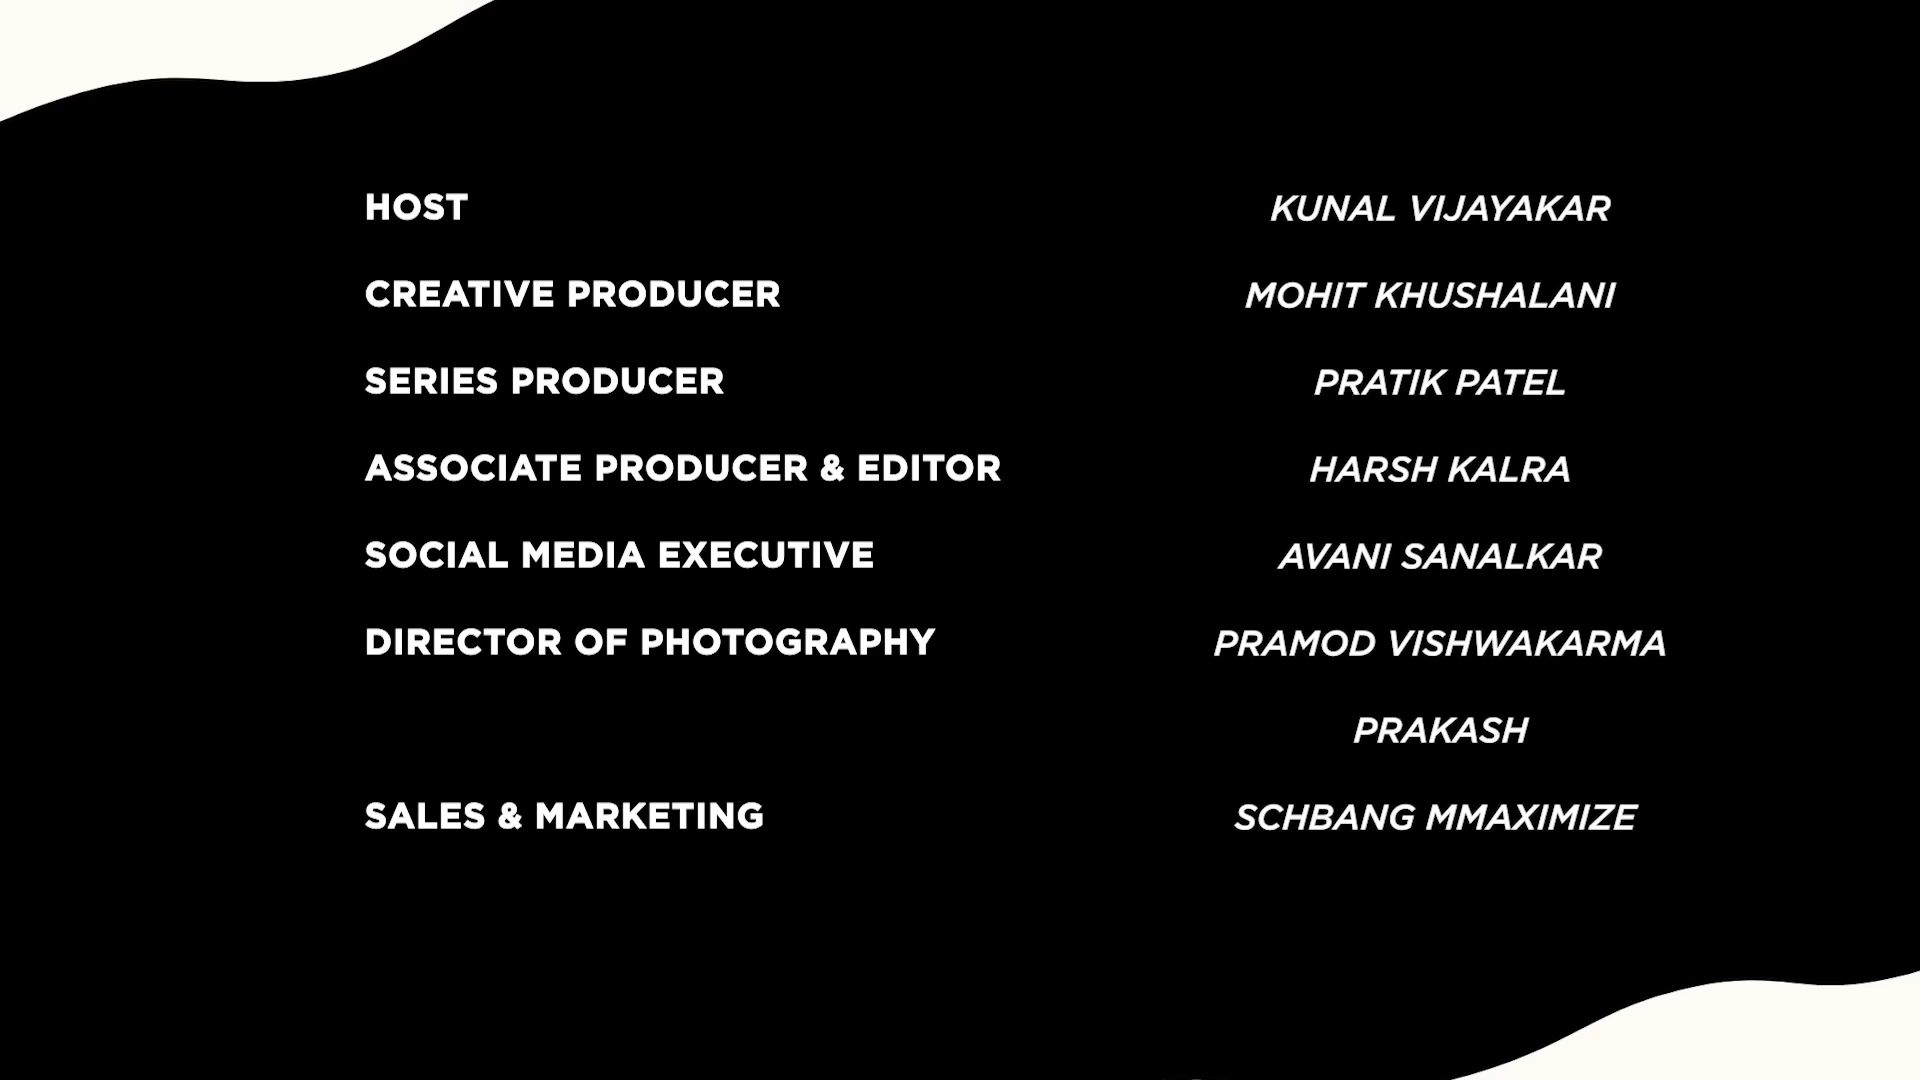 HOST KUNAL VIJAYAKAR
CREATIVE PRODUCER MOHIT KHUSHALANI
SERIES PRODUCER PRATIK PATEL
ASSOCIATE PRODUCER & EDITOR HARSH KALRA
SOCIAL MEDIA EXECUTIVE AVANI SANALKAR
DIRECTOR OF PHOTOGRAPHY PRAMOD VISHWAKARMA
PRAKASH
SALES & MARKETING SCHBANG MMAXIMIZE